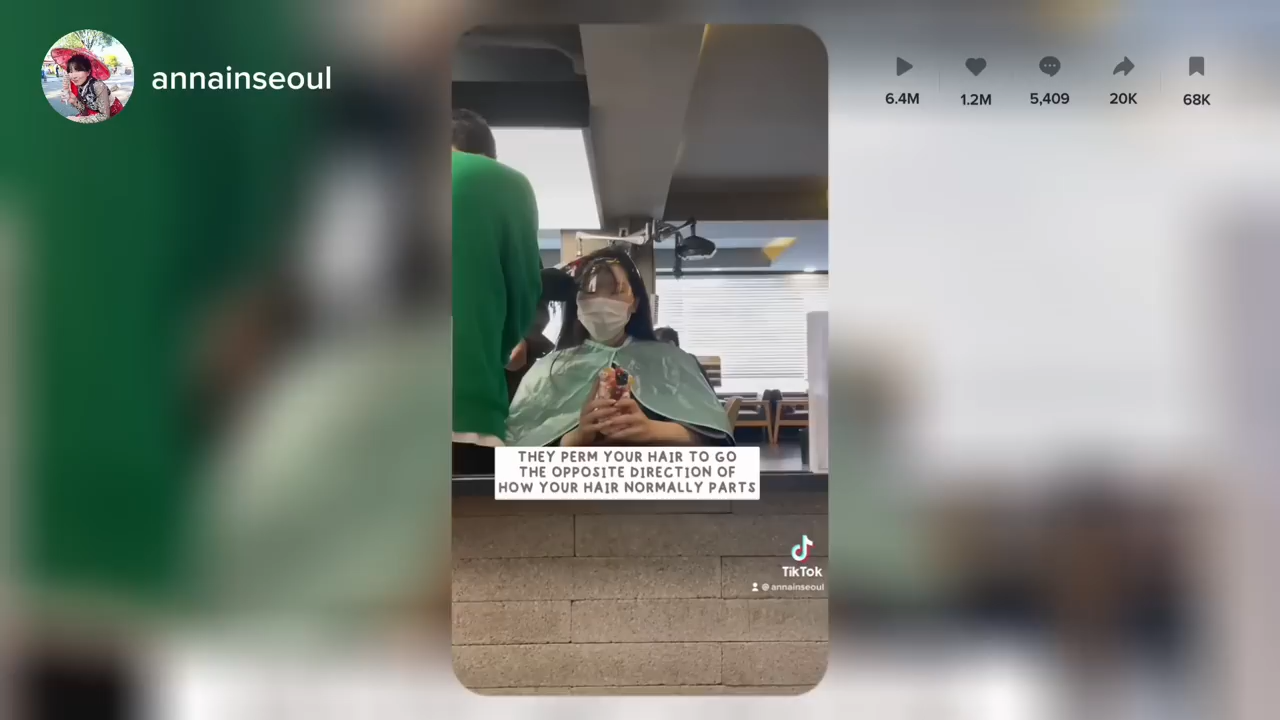 annainseoul
6.4M
1.2M
5,409
20K
68K
THEY PERM YOUR HAIR TO GO
THE OPPOSITE DIRECTION OF
HOW YOUR HAIR NORMALLY PARTS
TikTok
@annainseoul